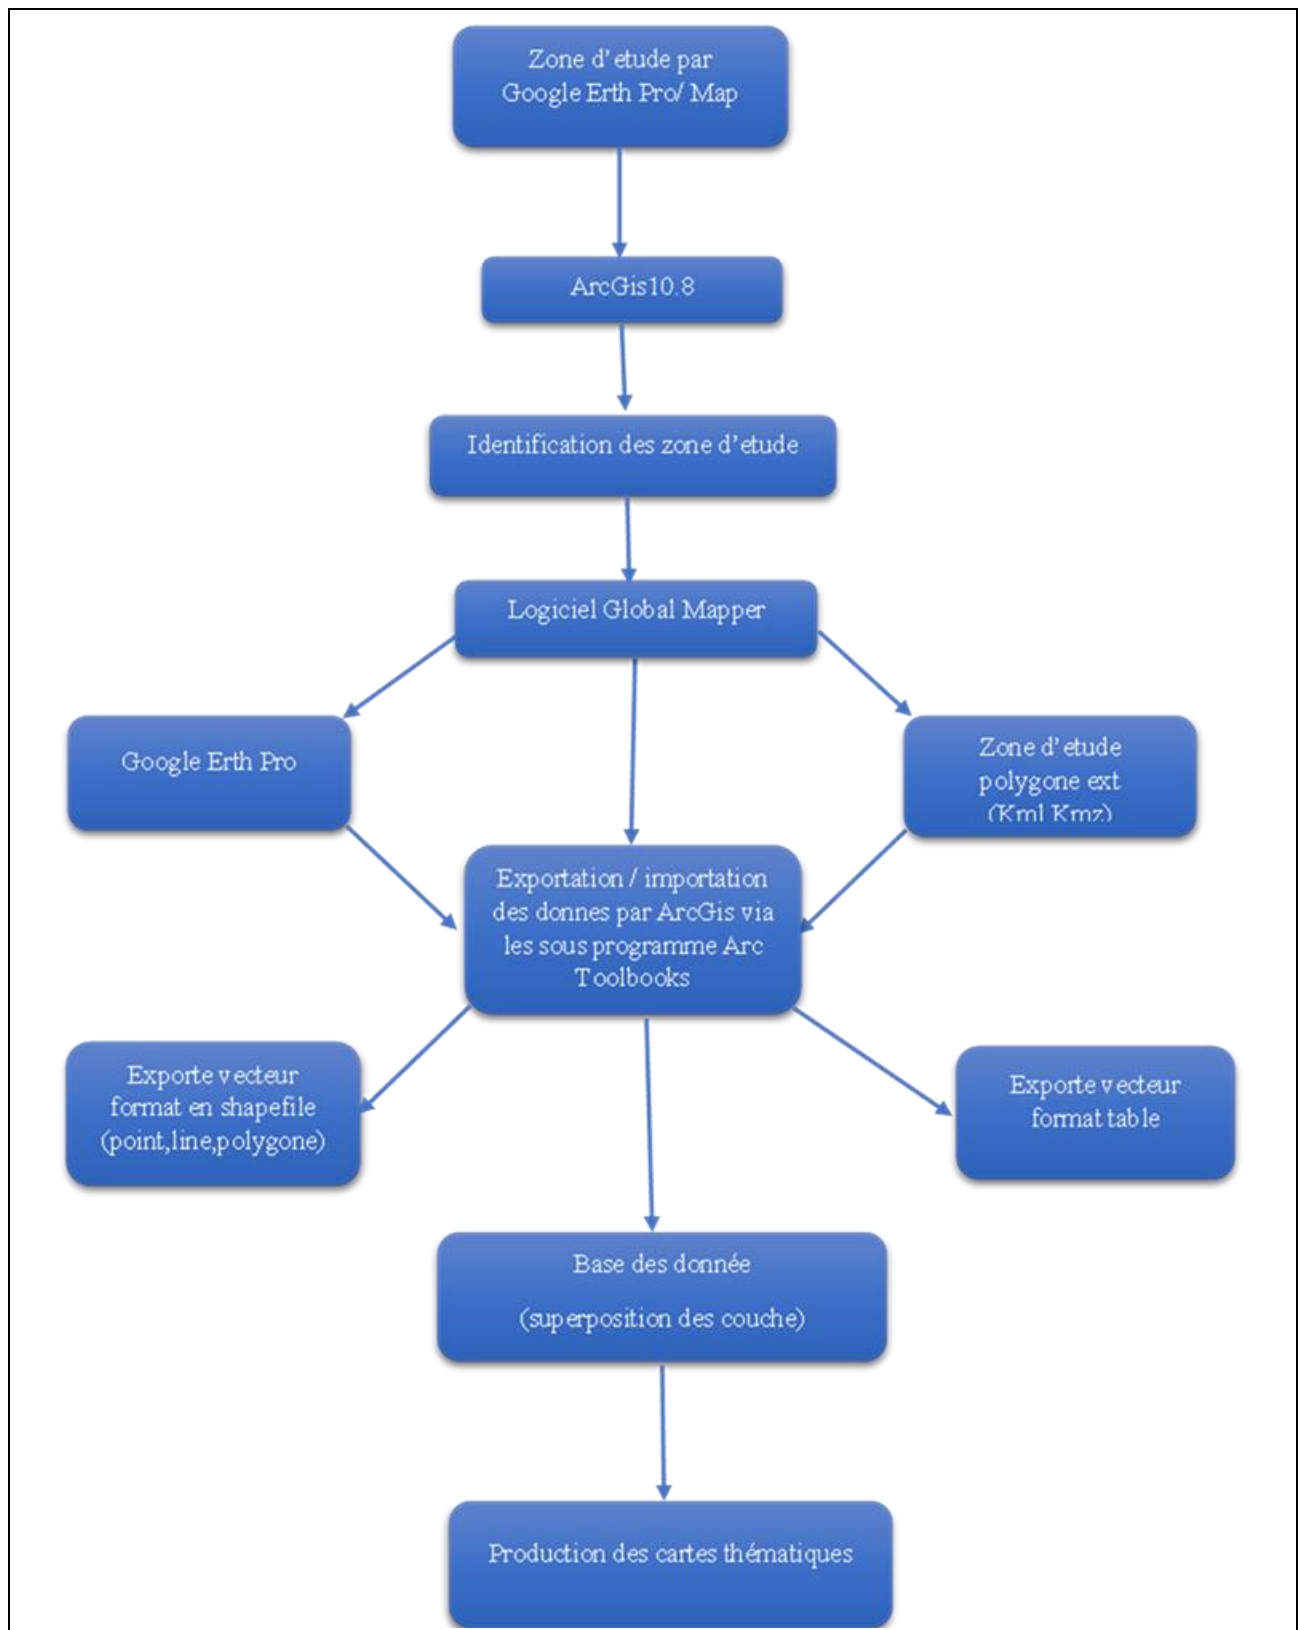 Zone d'etude par
Google Erth Pro/ Map
ArcGis10.8
Identification des zone d'etude
Logiciel Global Mapper
Google Erth Pro
Zone d'etude
polygone ext
(Kml Kmz)
Exportation / importation
des donnes par ArcGis via
les sous programme Arc
Toolbooks
Exporte vecteur
format en shapefile
(point,line,polygone)
Exporte vecteur
format table
Base des donnée
(superposition des couche)
Production des cartes thématiques